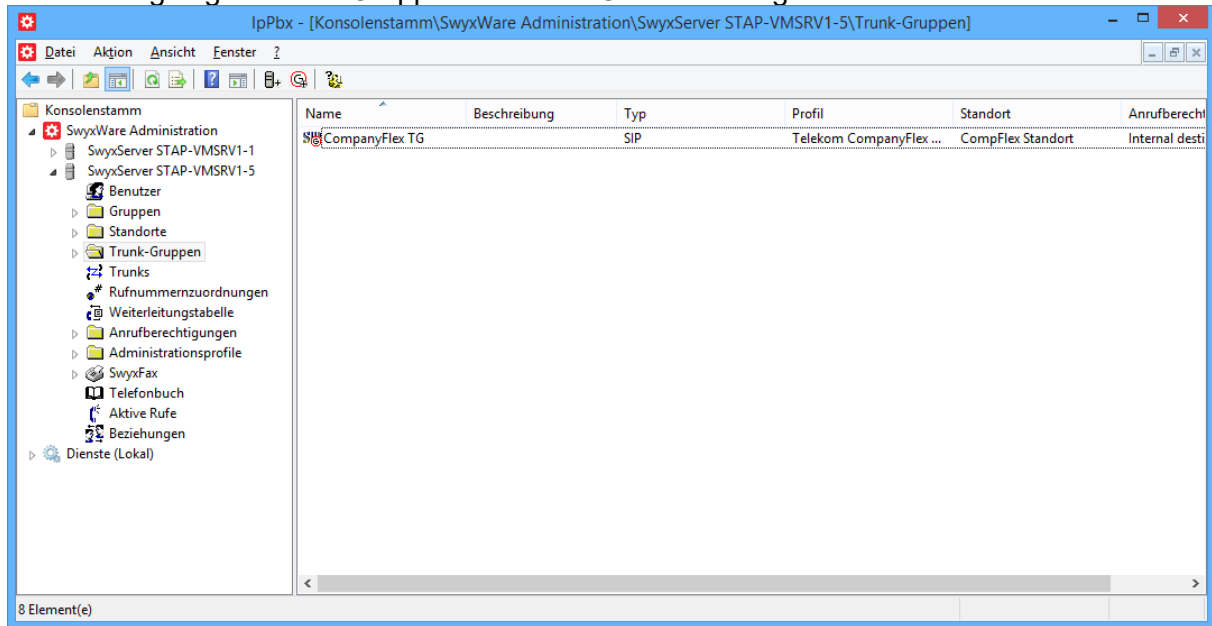 IpPbx - [Konsolenstamm\SwyxWare Administration\SwyxServer STAP-VMSRV1-5\Trunk-Gruppen]
Datei Aktion Ansicht Fenster ?
Konsolenstamm
SwyxWare Administration
SwyxServer STAP-VMSRV1-1
SwyxServer STAP-VMSRV1-5
Benutzer
Gruppen
Standorte
Trunk-Gruppen
Trunks
Rufnummernzuordnungen
Weiterleitungstabelle
Anrufberechtigungen
Administrationsprofile
SwyxFax
Telefonbuch
Aktive Rufe
Beziehungen
Dienste (Lokal)
Name Beschreibung Typ Profil Standort Anrufberecht
CompanyFlex TG SIP Telekom CompanyFlex ... CompFlex Standort Internal desti
8 Element(e)